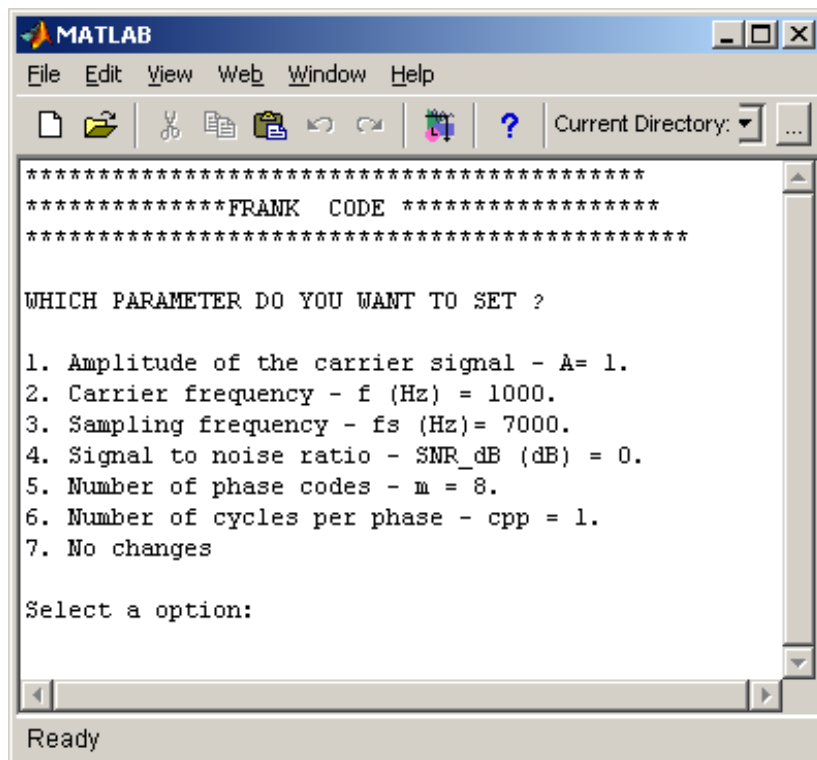 MATLAB
File Edit View Web Window Help
? Current Directory: ...
*******************************************
**************FRANK CODE ******************
**********************************************
WHICH PARAMETER DO YOU WANT TO SET ?
1. Amplitude of the carrier signal - A= 1.
2. Carrier frequency - f (Hz) = 1000.
3. Sampling frequency - fs (Hz)= 7000.
4. Signal to noise ratio - SNR_dB (dB) = 0.
5. Number of phase codes - m = 8.
6. Number of cycles per phase - cpp = 1.
7. No changes
Select a option:
Ready